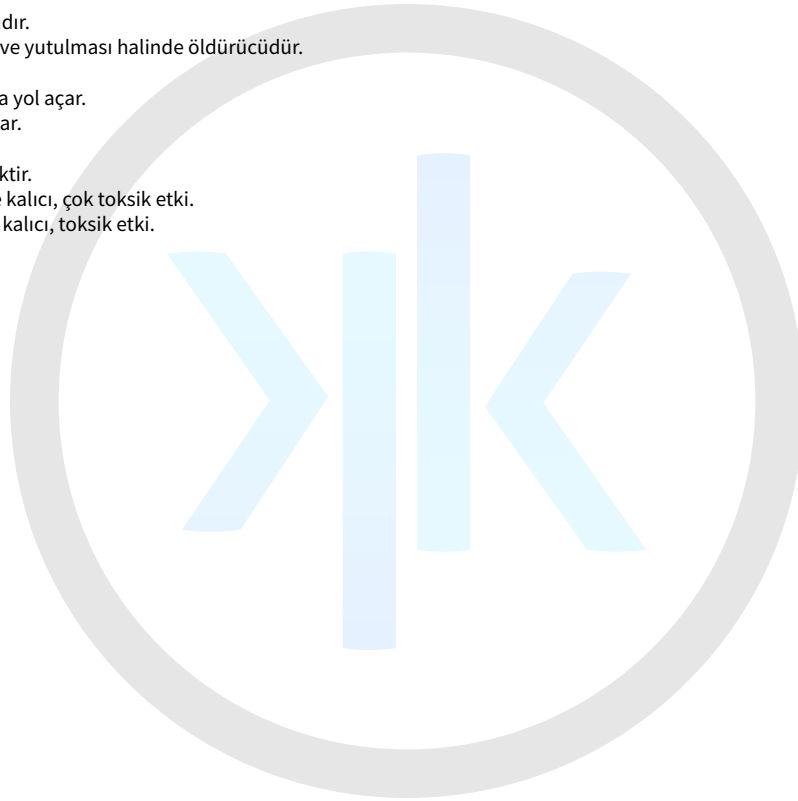 dır.
ve yutulması halinde öldürücüdür.
a yol açar.
ar.
ktir.
e kalıcı, çok toksik etki.
kalıcı, toksik etki.